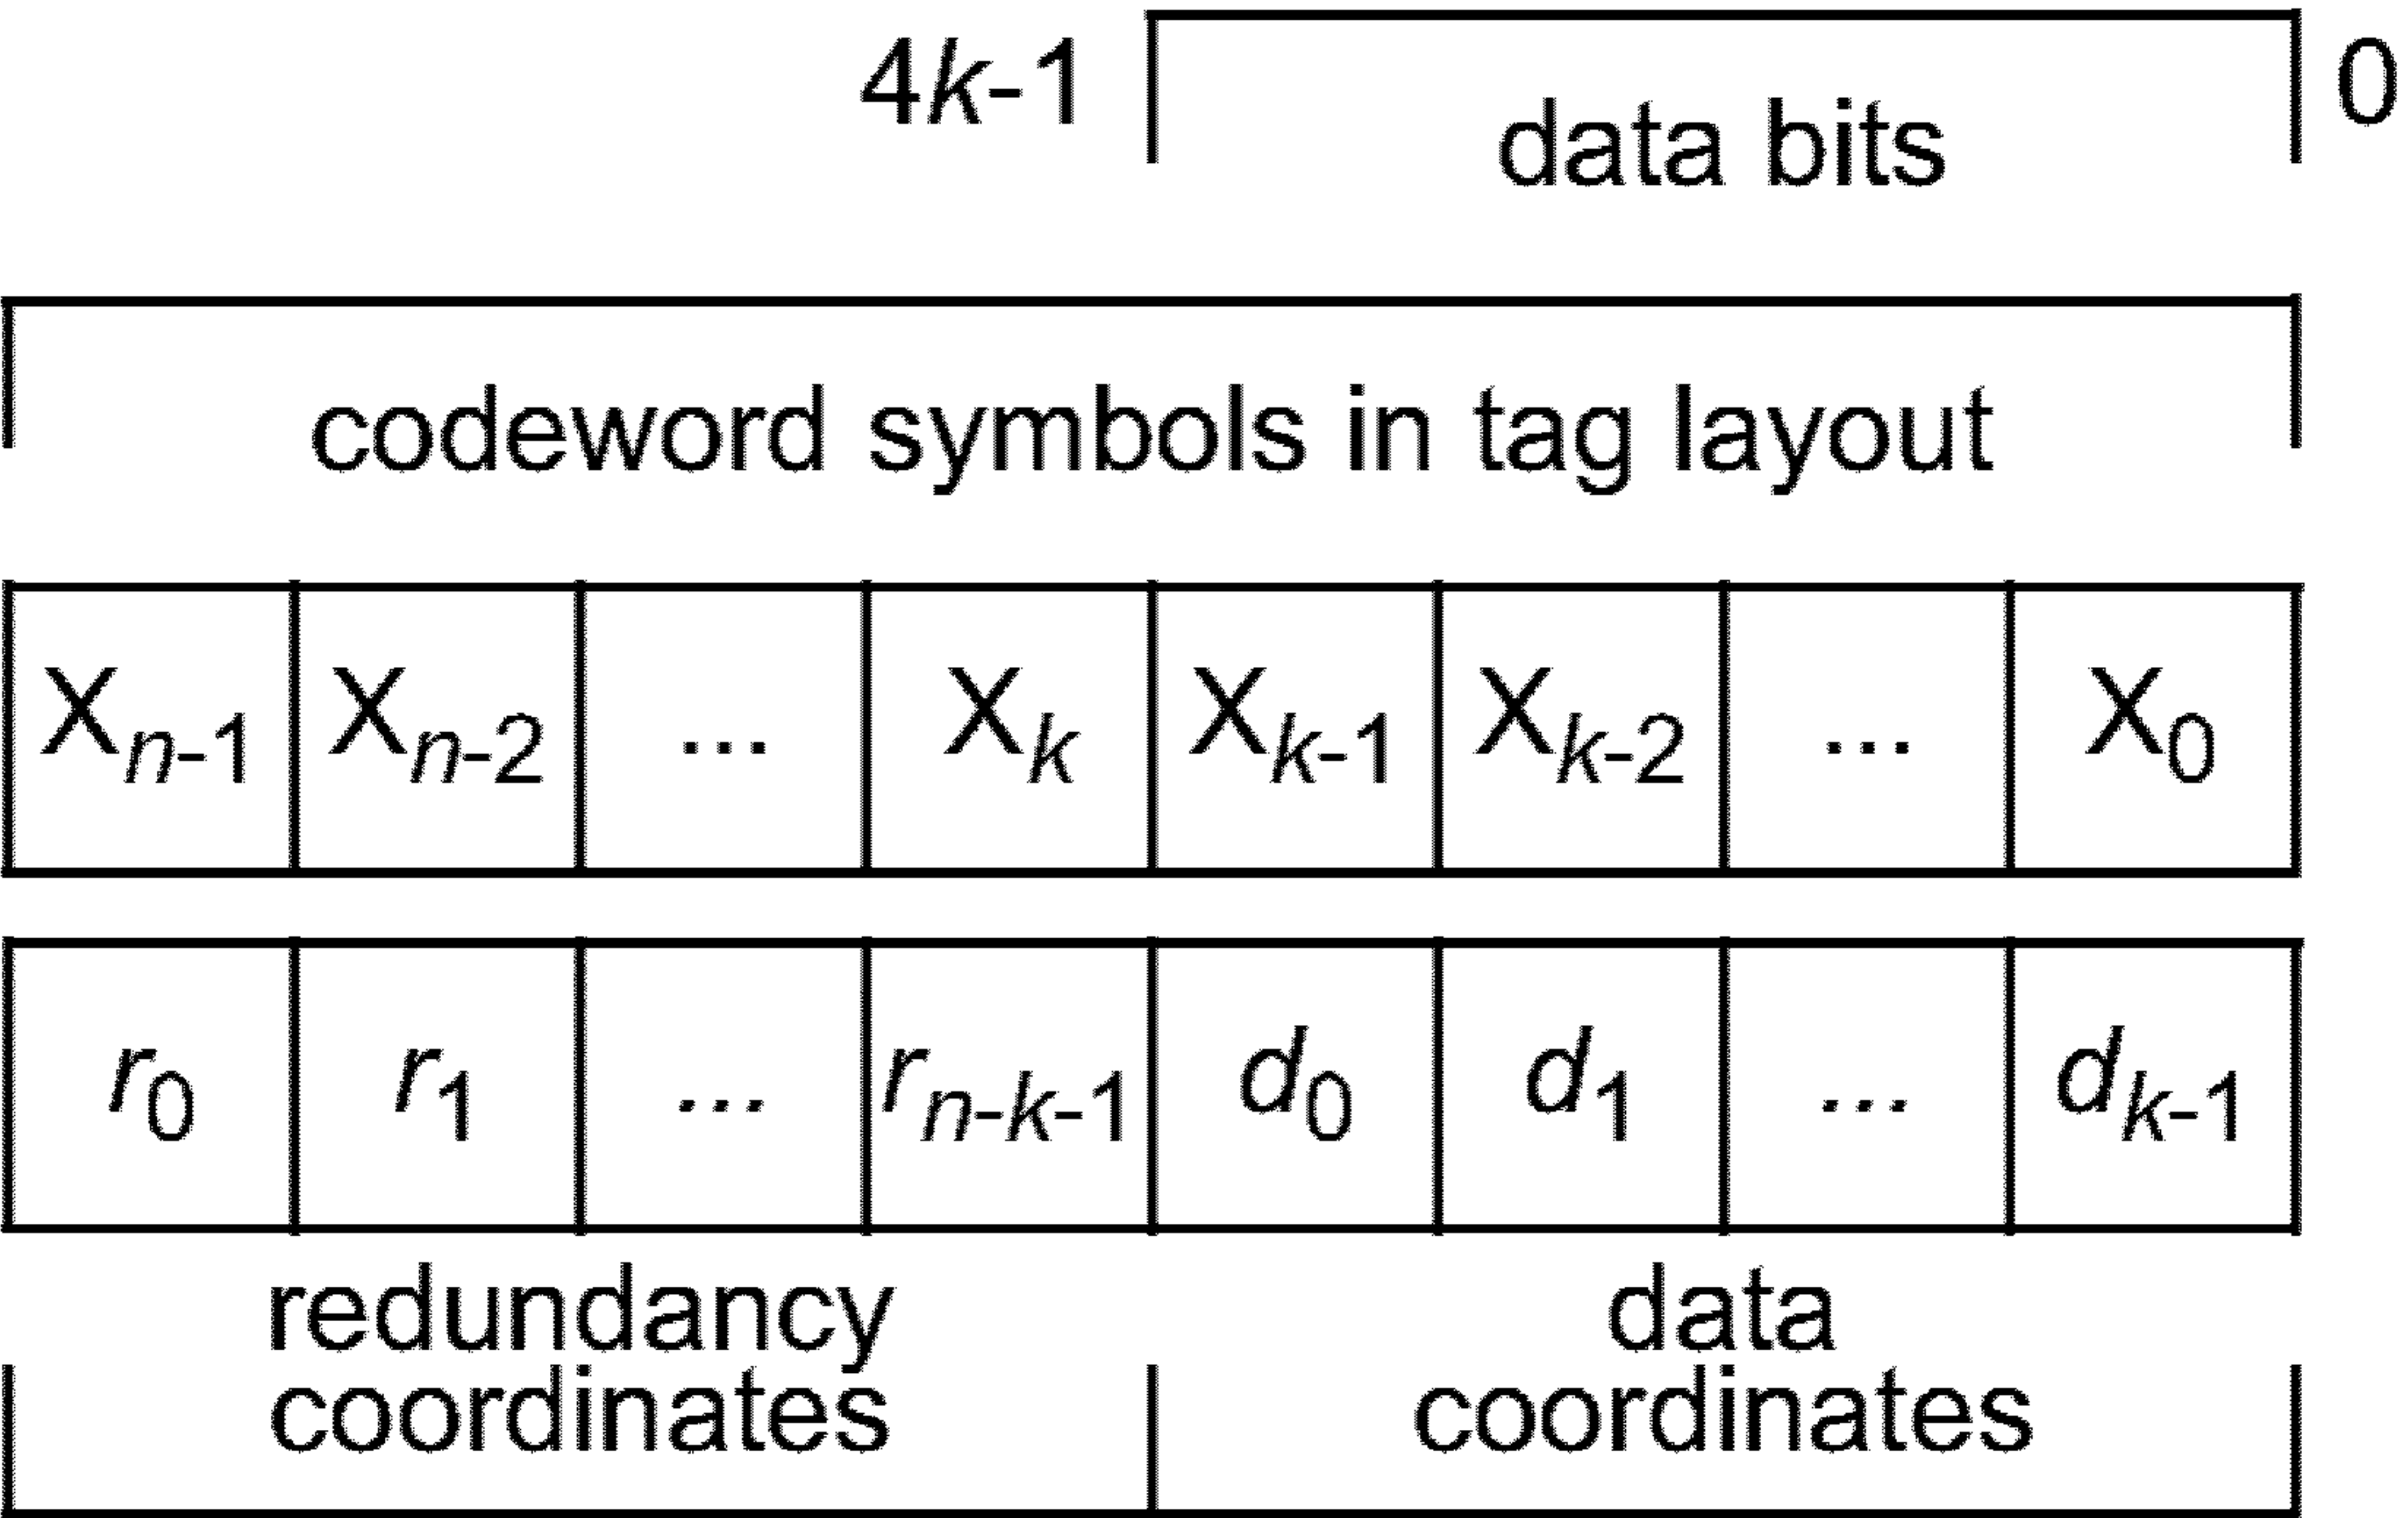 4k-1 data bits 0
codeword symbols in tag layout
Xn-1 Xn-2 ... Xk Xk-1 Xk-2 ... X0
r0 r1 ... rn-k-1 d0 d1 ... dk-1
redundancy data
coordinates coordinates